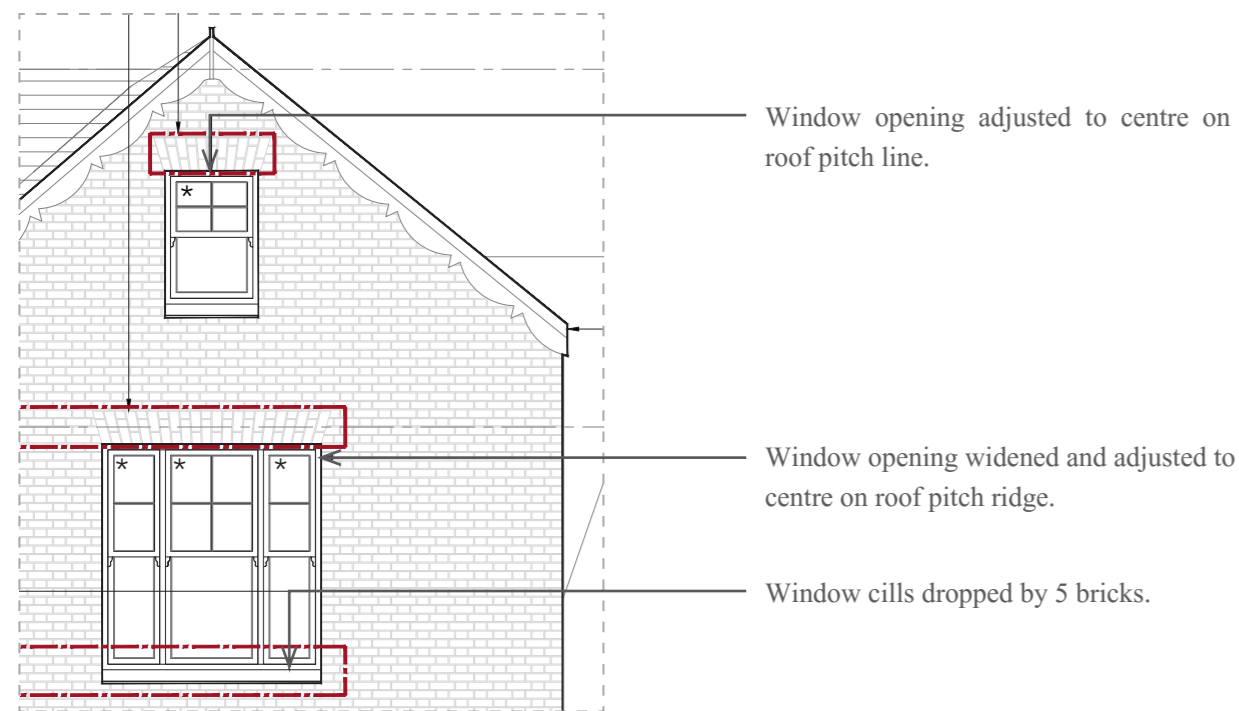 Window opening adjusted to centre on
roof pitch line.
*
Window opening widened and adjusted to
centre on roof pitch ridge.
* * *
Window cills dropped by 5 bricks.